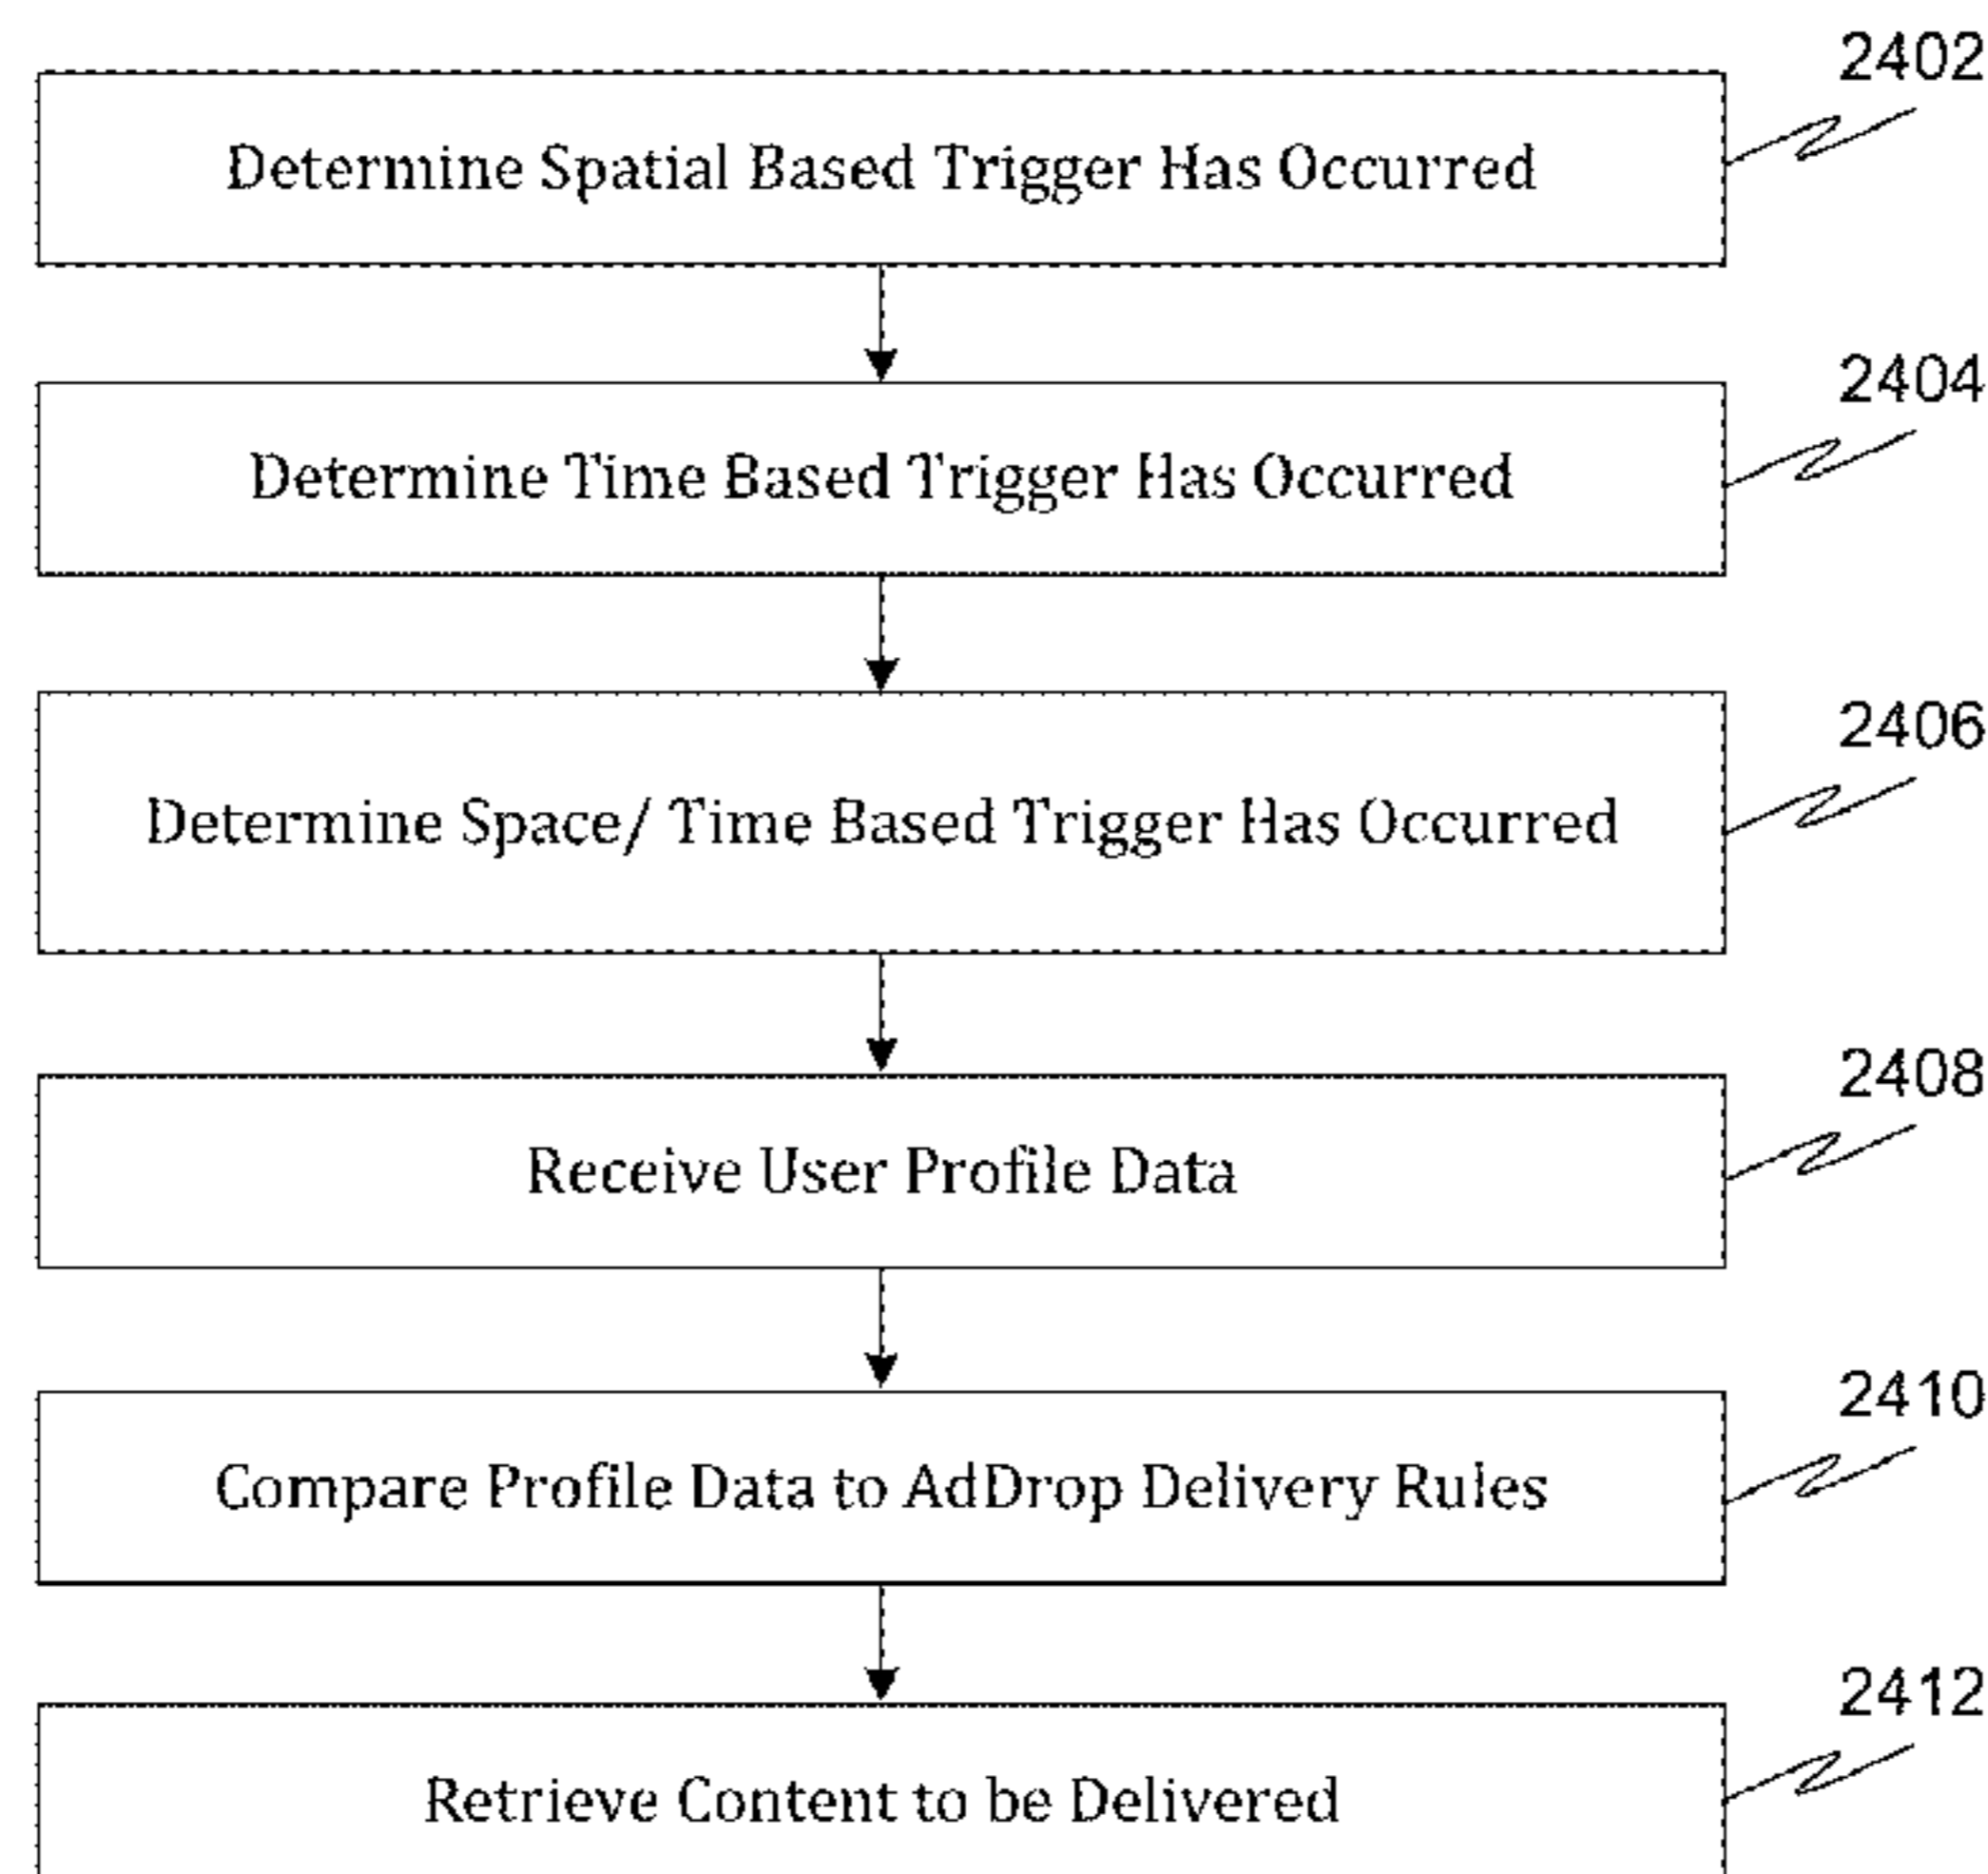 2402
Determine Spatial Based Trigger Has Occurred
2404
Determine Time Based Trigger Has Occurred
2406
Determine Space/ Time Based Trigger Has Occurred
2408
Receive User Profile Data
2410
Compare Profile Data to AdDrop Delivery Rules
2412
Retrieve Content to be Delivered